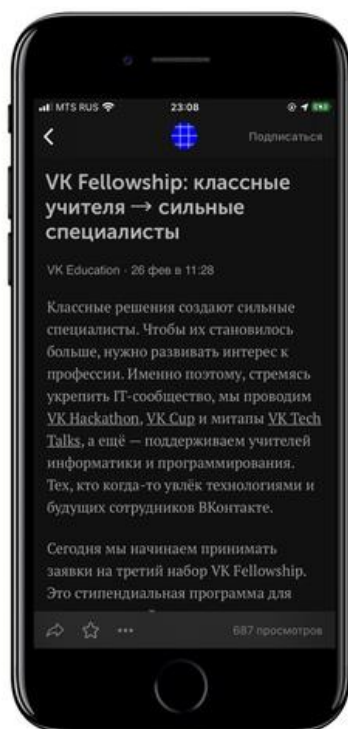 MTS RUS
23:08
Подписаться
VK Fellowship: классные
учителя → сильные
специалисты
VK Education · 26 фев в 11:28
Классные решения создают сильные
специалисты. Чтобы их становилось
больше, нужно развивать интерес к
профессии. Именно поэтому, стремясь
укрепить IT-сообщество, мы проводим
VK Hackathon, VK Cup и митапы VK Tech
Talks, а ещё — поддерживаем учителей
информатики и программирования.
Тех, кто когда-то увлёк технологиями и
будущих сотрудников ВКонтакте.
Сегодня мы начинаем принимать
заявки на третий набор VK Fellowship.
Это стипендиальная программа для
687 просмотров